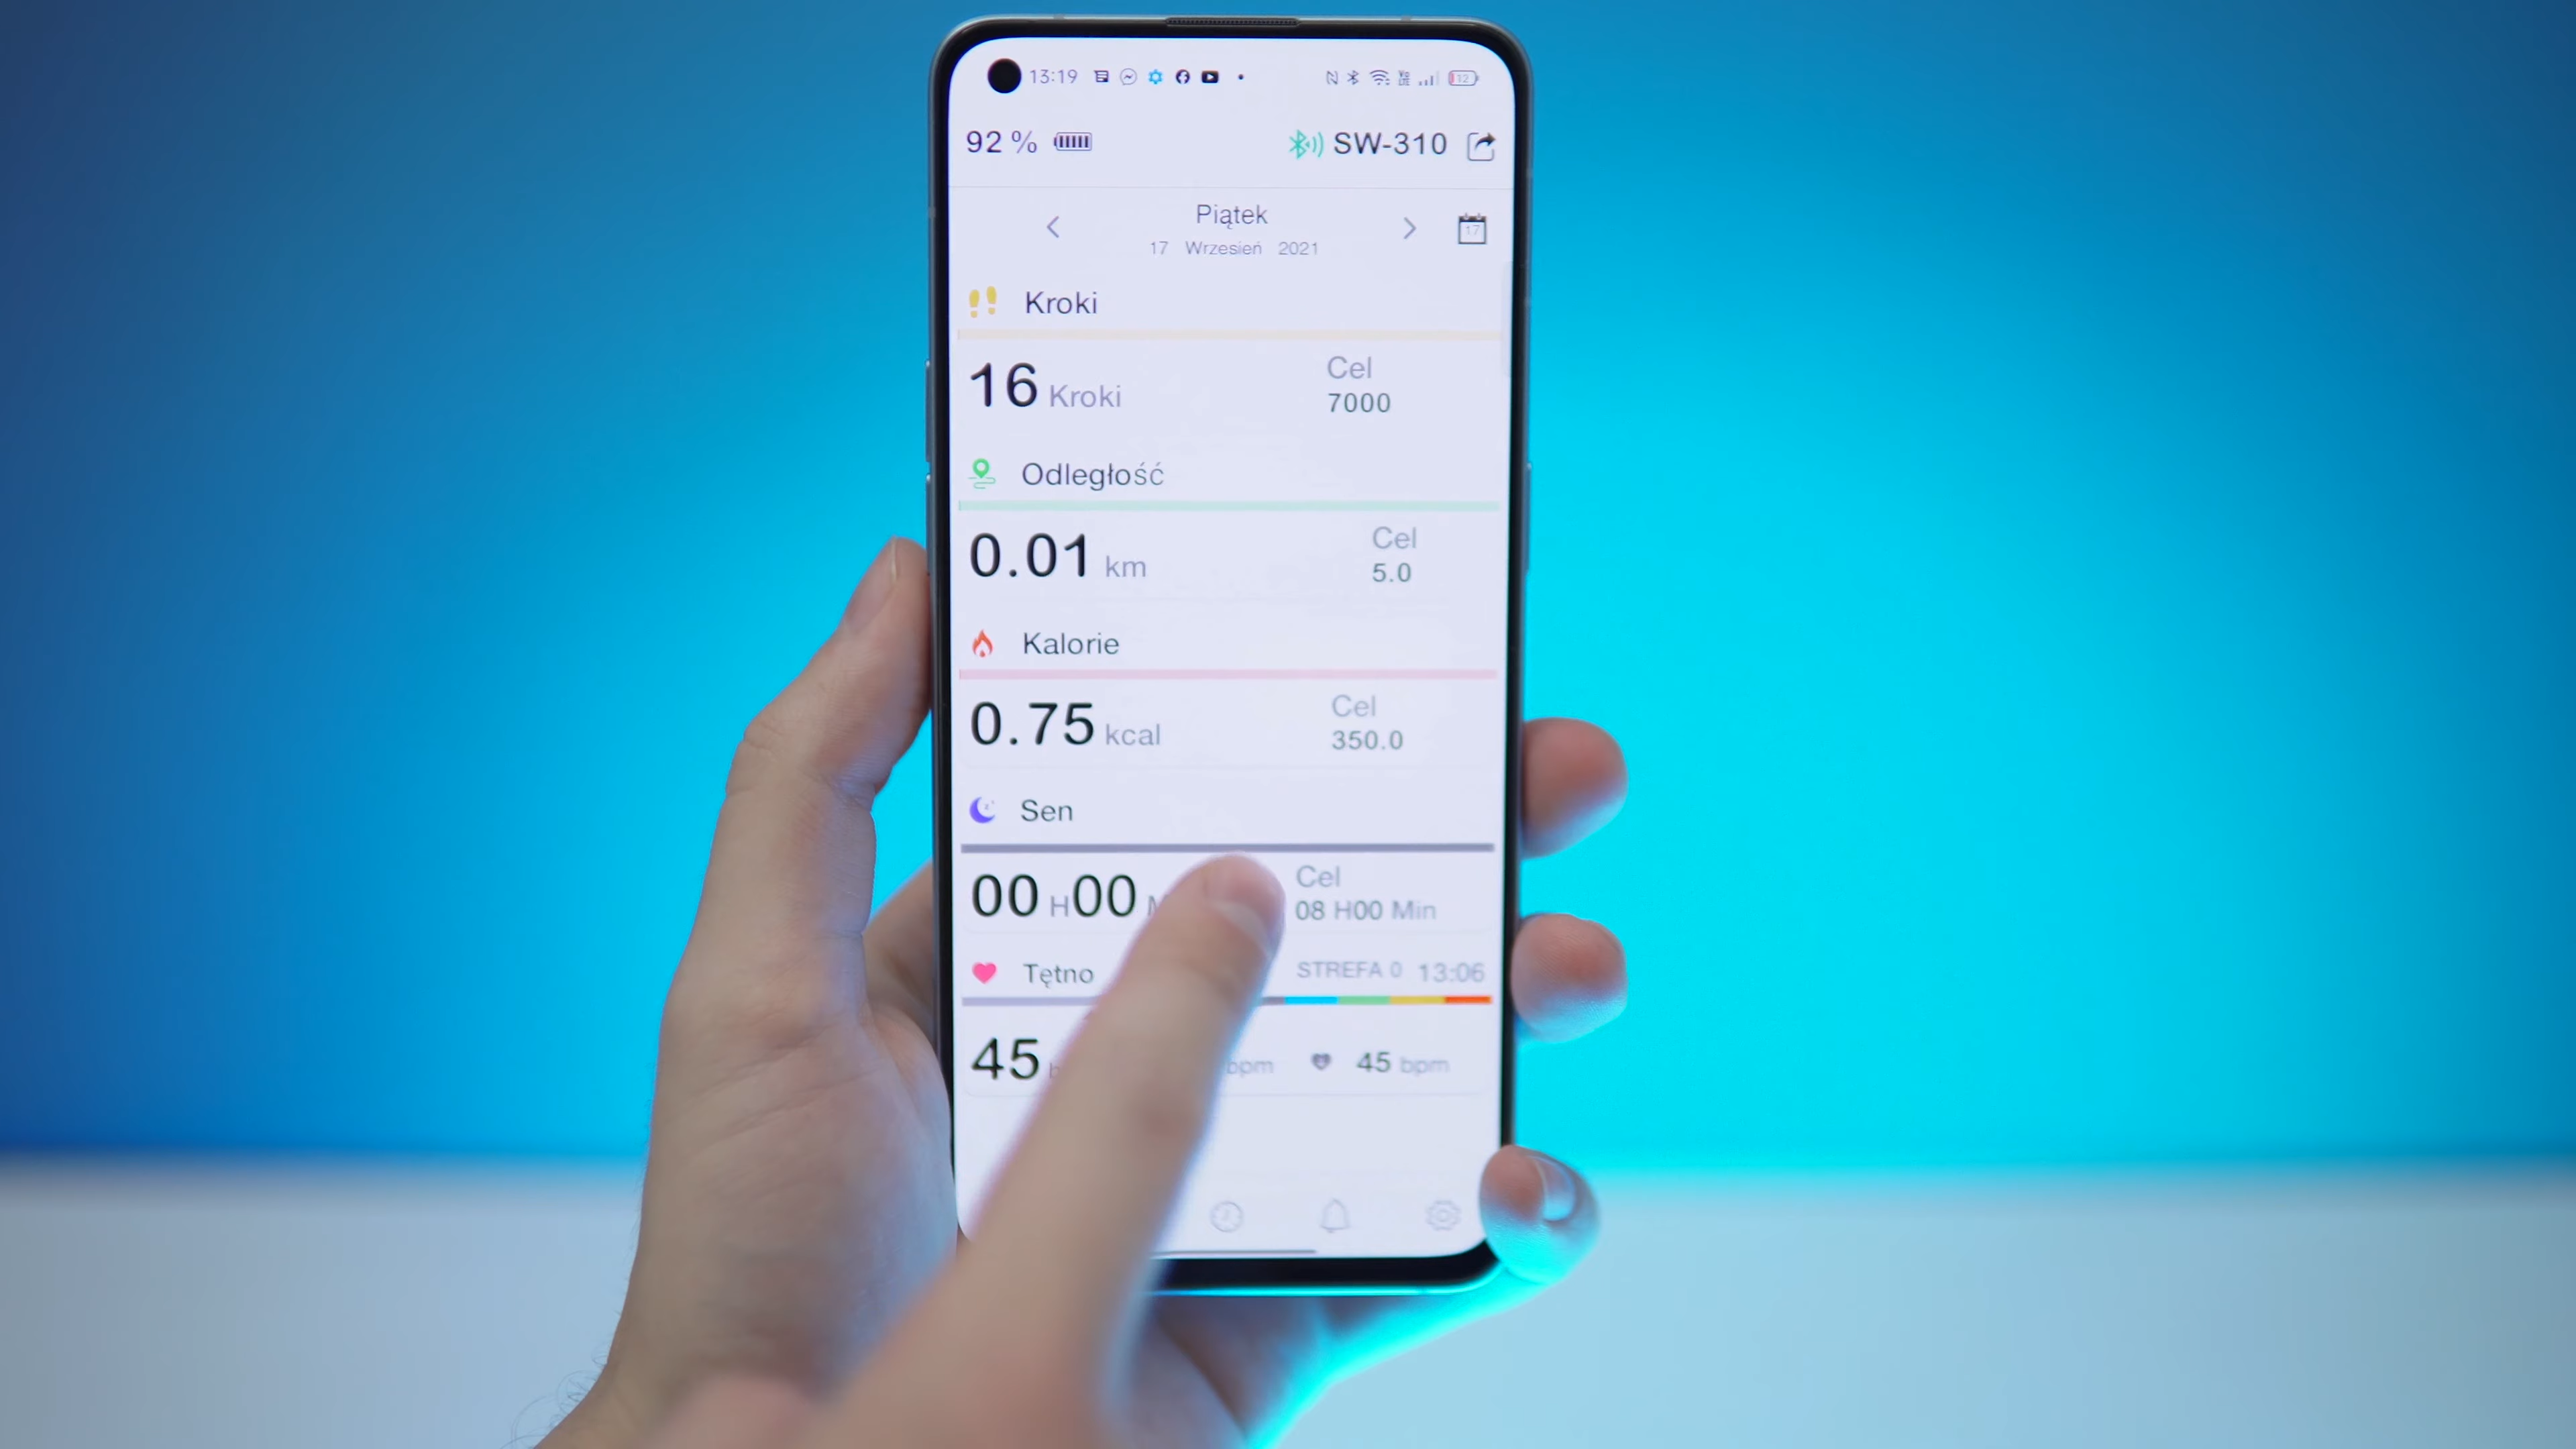 13:19 12
92 % SW-310
Piątek
17 Wrzesień 2021
17
Kroki
16 Kroki
Cel
7000
Odległość
0.01 km
Cel
5.0
Kalorie
0.75 kcal
Cel
350.0
Sen
00 H00
Cel
08 H00 Min
Tętno STREFA 0 13:06
45 bpm 45 bpm